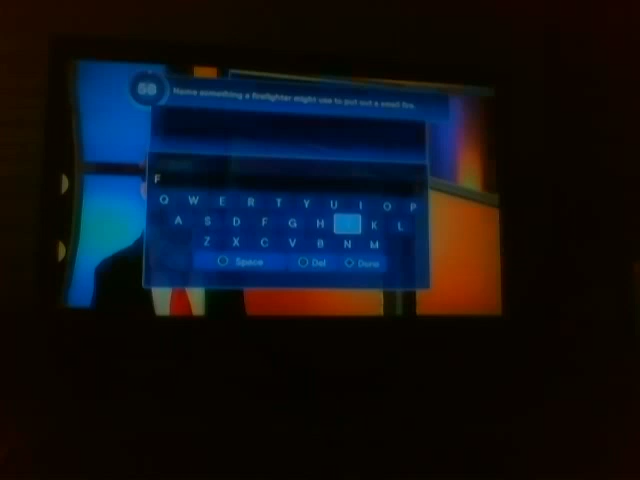 58
Name something a firefighter might use to put out a small fire.
F
Q W E R T Y U I O P
A S D F G H K L
Z X C V B N M
Space Del Done